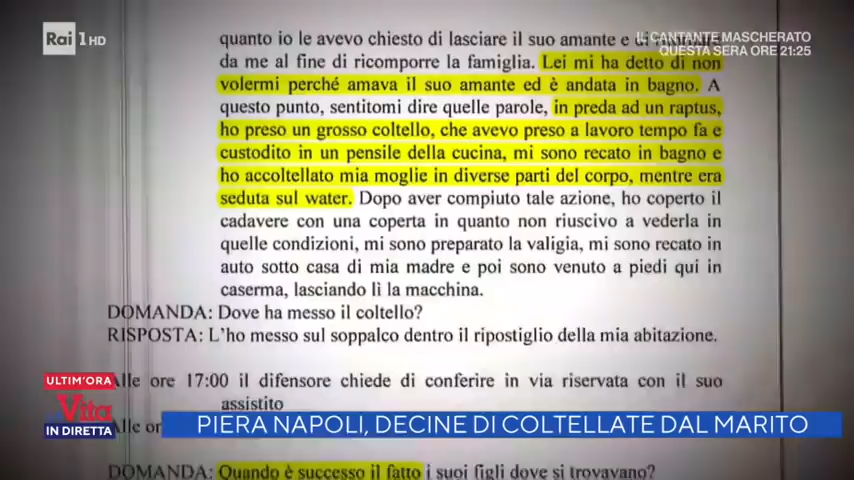 Rai 1 HD
IL CANTANTE MASCHERATO
QUESTA SERA ORE 21:25
quanto io le avevo chiesto di lasciare il suo amante e di
da me al fine di ricomporre la famiglia. Lei mi ha detto di non
volermi perché amava il suo amante ed è andata in bagno. A
questo punto, sentitomi dire quelle parole, in preda ad un raptus,
ho preso un grosso coltello, che avevo preso a lavoro tempo fa e
custodito in un pensile della cucina, mi sono recato in bagno e
ho accoltellato mia moglie in diverse parti del corpo, mentre era
seduta sul water. Dopo aver compiuto tale azione, ho coperto il
cadavere con una coperta in quanto non riuscivo a vederla in
quelle condizioni, mi sono preparato la valigia, mi sono recato in
auto sotto casa di mia madre e poi sono venuto a piedi qui in
caserma, lasciando lì la macchina.
DOMANDA: Dove ha messo il coltello?
RISPOSTA: L'ho messo sul soppalco dentro il ripostiglio della mia abitazione.
Alle ore 17:00 il difensore chiede di conferire in via riservata con il suo
assistito
Alle or
ULTIM'ORA
la Vita
IN DIRETTA
PIERA NAPOLI, DECINE DI COLTELLATE DAL MARITO
DOMANDA: Quando è successo il fatto i suoi figli dove si trovavano?